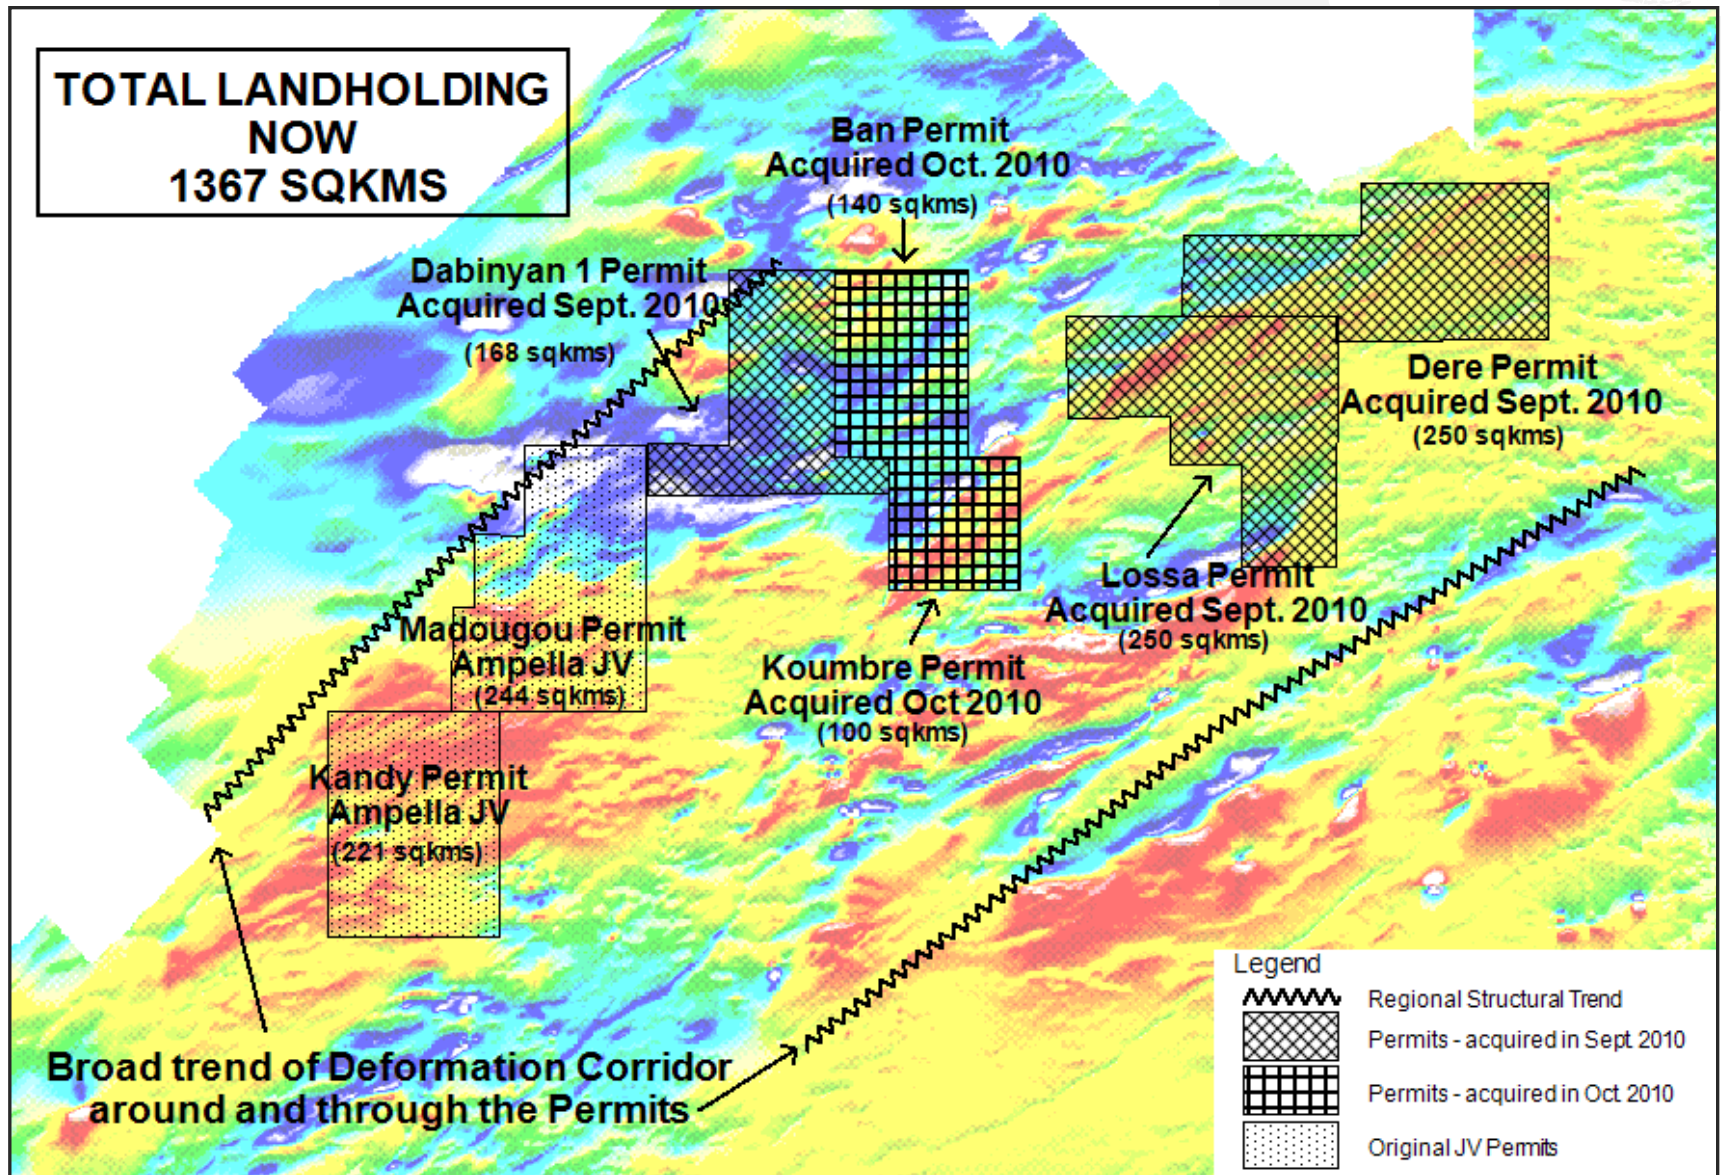 TOTAL LANDHOLDING
NOW
1367 SQKMS
Ban Permit
Acquired Oct. 2010
(140 sqkms)
Dabinyan 1 Permit
Acquired Sept. 2010
(168 sqkms)
Dere Permit
Acquired Sept. 2010
(250 sqkms)
Lossa Permit
Acquired Sept. 2010
(250 sqkms)
Madougou Permit
Ampella JV
(244 sqkms)
Koumbre Permit
Acquired Oct 2010
(100 sqkms)
Kandy Permit
Ampella JV
(221 sqkms)
Broad trend of Deformation Corridor
around and through the Permits
Legend
Regional Structural Trend
Permits - acquired in Sept 2010
Permits - acquired in Oct 2010
Original JV Permits